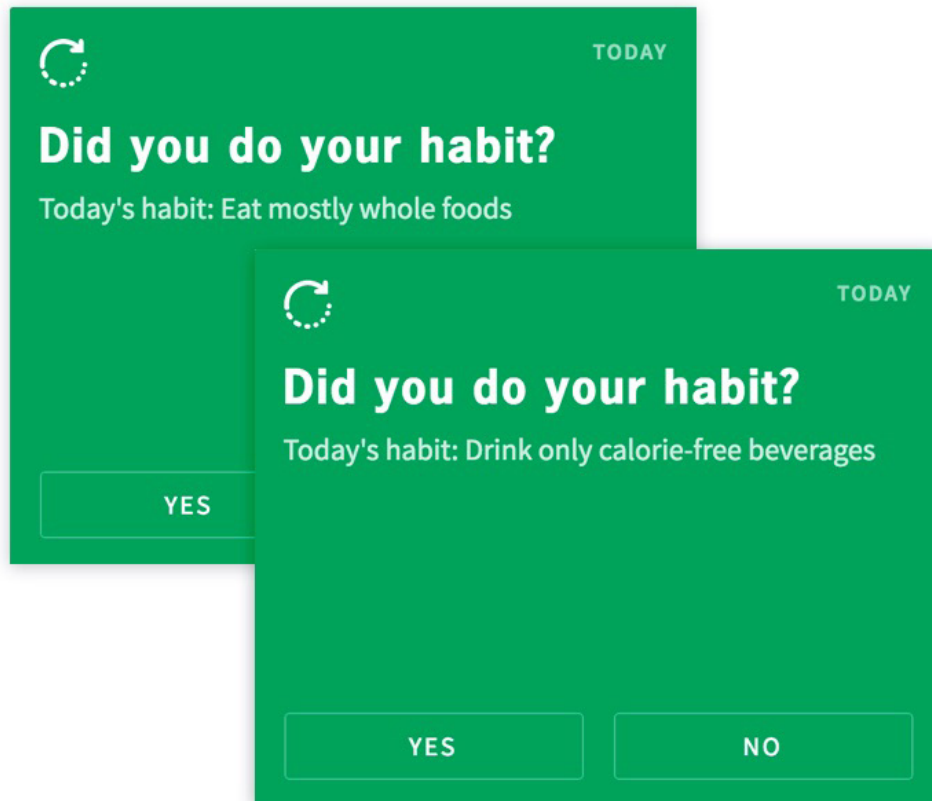 TODAY
Did you do your habit?
Today's habit: Eat mostly whole foods
YES
TODAY
Did you do your habit?
Today's habit: Drink only calorie-free beverages
YES
NO